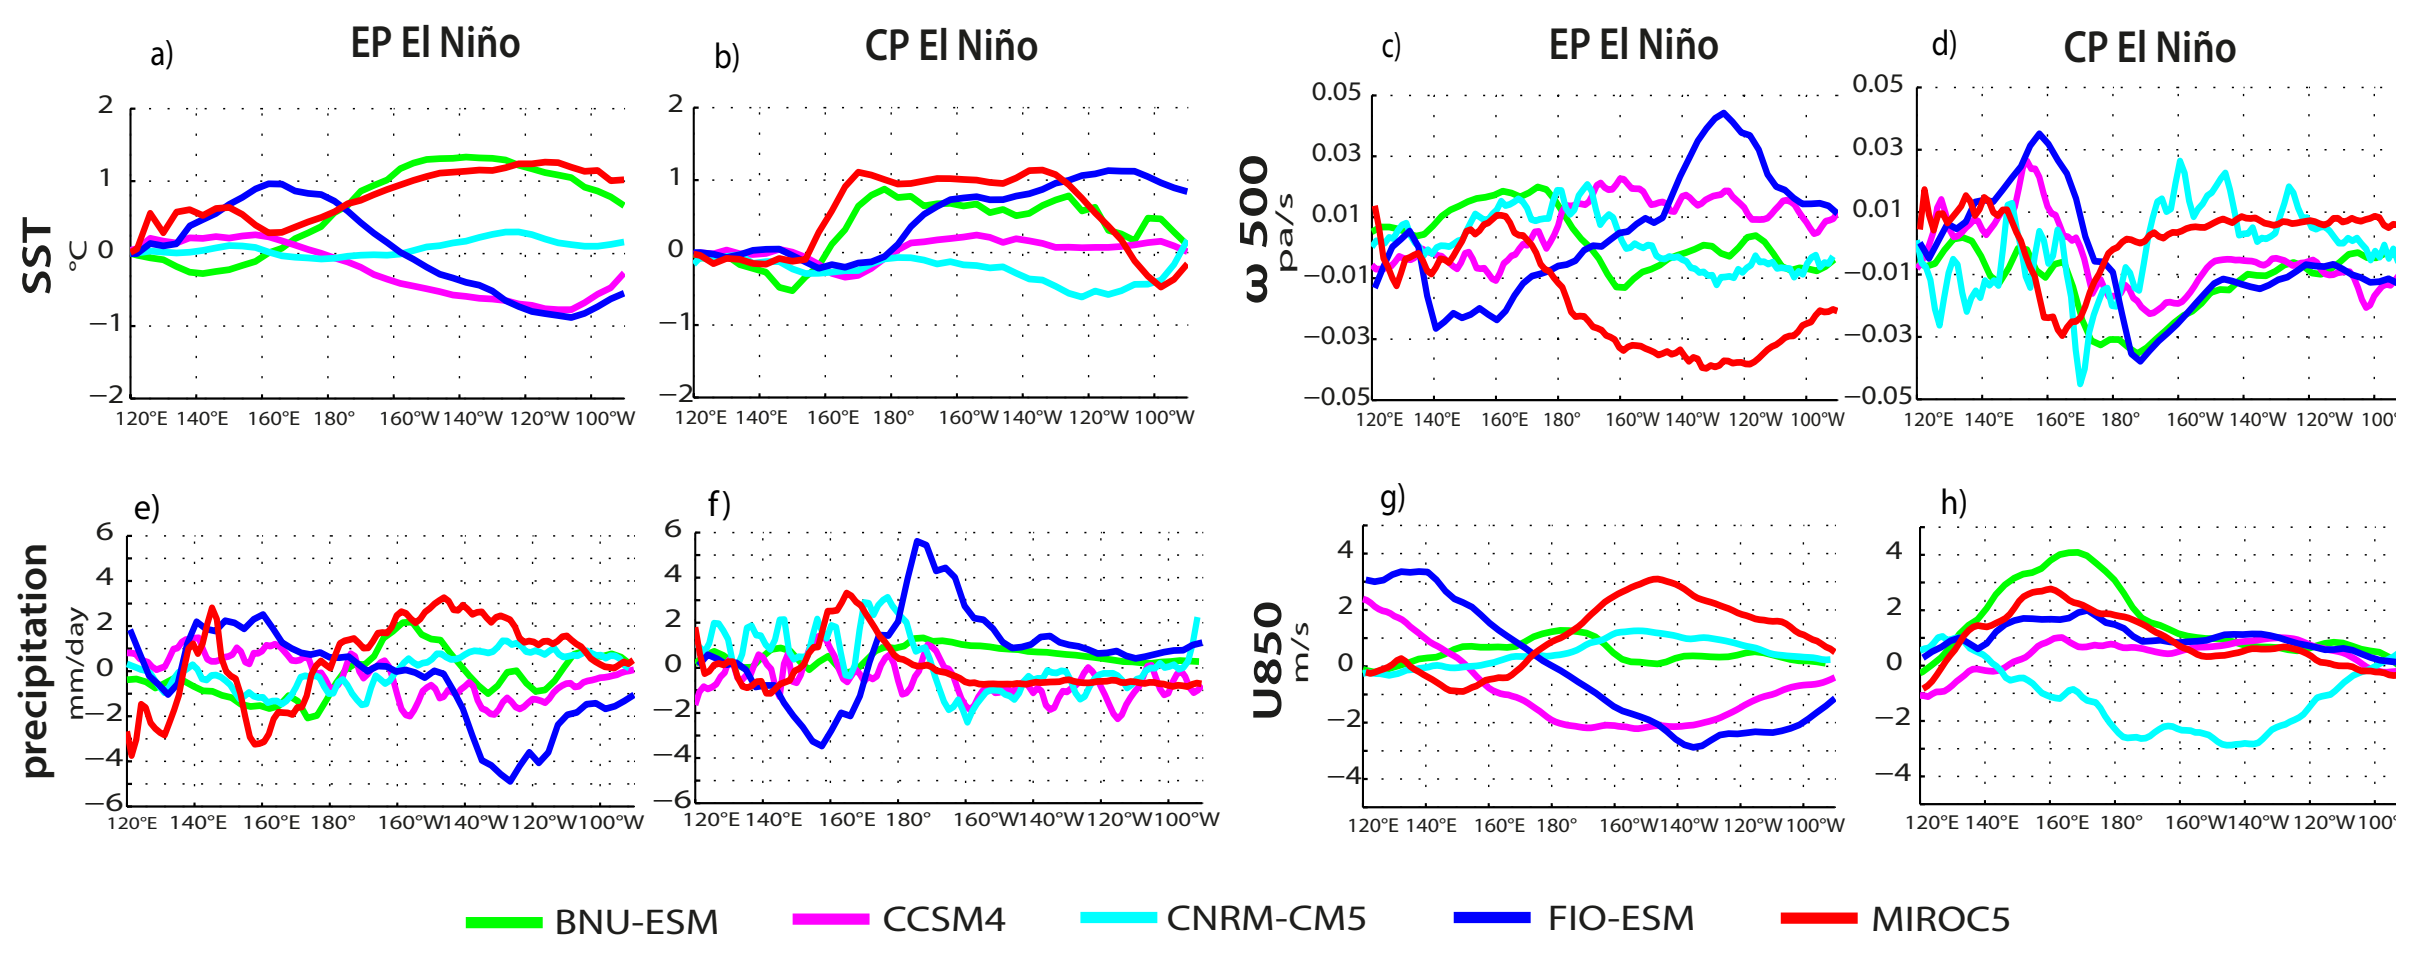 a) EP El Niño b) CP El Niño c) EP El Niño d) CP El Niño
SST
°C
2
1
0
−1
−2
120°E 140°E 160°E 180° 160°W 140°W 120°W 100°W
2
1
0
−1
−2
120°E 140°E 160°E 180° 160°W 140°W 120°W 100°W
ω 500
pa/s
0.05
0.03
0.01
−0.01
−0.03
−0.05
120°E 140°E 160°E 180° 160°W 140°W 120°W 100°W
0.05
0.03
0.01
−0.01
−0.03
−0.05
120°E 140°E 160°E 180° 160°W 140°W 120°W 100°
e) f) g) h)
precipitation
mm/day
6
4
2
0
−2
−4
−6
120°E 140°E 160°E 180° 160°W 140°W 120°W 100°W
6
4
2
0
−2
−4
−6
120°E 140°E 160°E 180° 160°W 140°W 120°W 100°W
U850
m/s
4
2
0
−2
−4
120°E 140°E 160°E 180° 160°W 140°W 120°W 100°W
4
2
0
−2
−4
120°E 140°E 160°E 180° 160°W 140°W 120°W 100°
BNU-ESM CCSM4 CNRM-CM5 FIO-ESM MIROC5